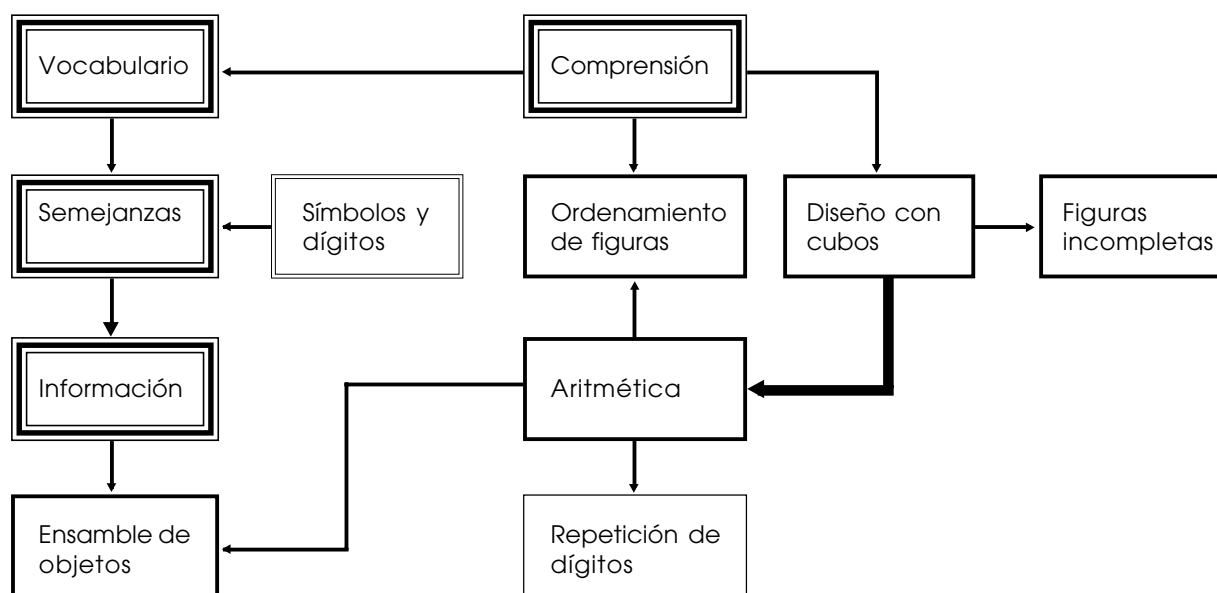 Vocabulario
Comprensión
Semejanzas
Símbolos y
dígitos
Ordenamiento
de figuras
Diseño con
cubos
Figuras
incompletas
Información
Aritmética
Ensamble de
objetos
Repetición de
dígitos